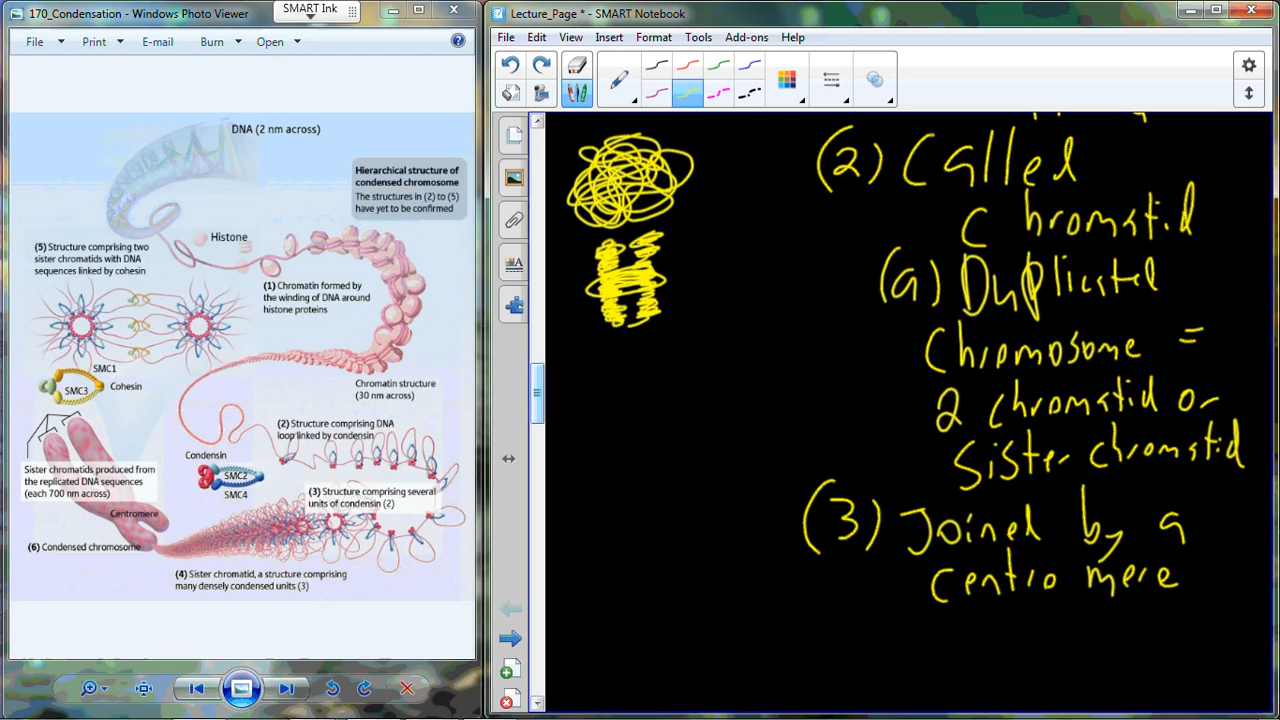 170_Condensation - Windows Photo Viewer
SMART Ink
File Print E-mail Burn Open
DNA (2 nm across)
Hierarchical structure of
condensed chromosome
The structures in (2) to (5)
have yet to be confirmed
Histone
(5) Structure comprising two
sister chromatids with DNA
sequences linked by cohesin
(1) Chromatin formed by
the winding of DNA around
histone proteins
SMC1
SMC3
Cohesin
Chromatin structure
(30 nm across)
(2) Structure comprising DNA
loop linked by condensin
Condensin
SMC2
SMC4
Sister chromatids produced from
the replicated DNA sequences
(each 700 nm across)
(3) Structure comprising several
units of condensin (2)
Centromere
(6) Condensed chromosome
(4) Sister chromatid, a structure comprising
many densely condensed units (3)
Lecture_Page * - SMART Notebook
File Edit View Insert Format Tools Add-ons Help
(2) Called
Chromatid
(a) Duplicated
Chromosome =
2 chromatid or
Sister chromatid
(3) Joined by a
centro mere